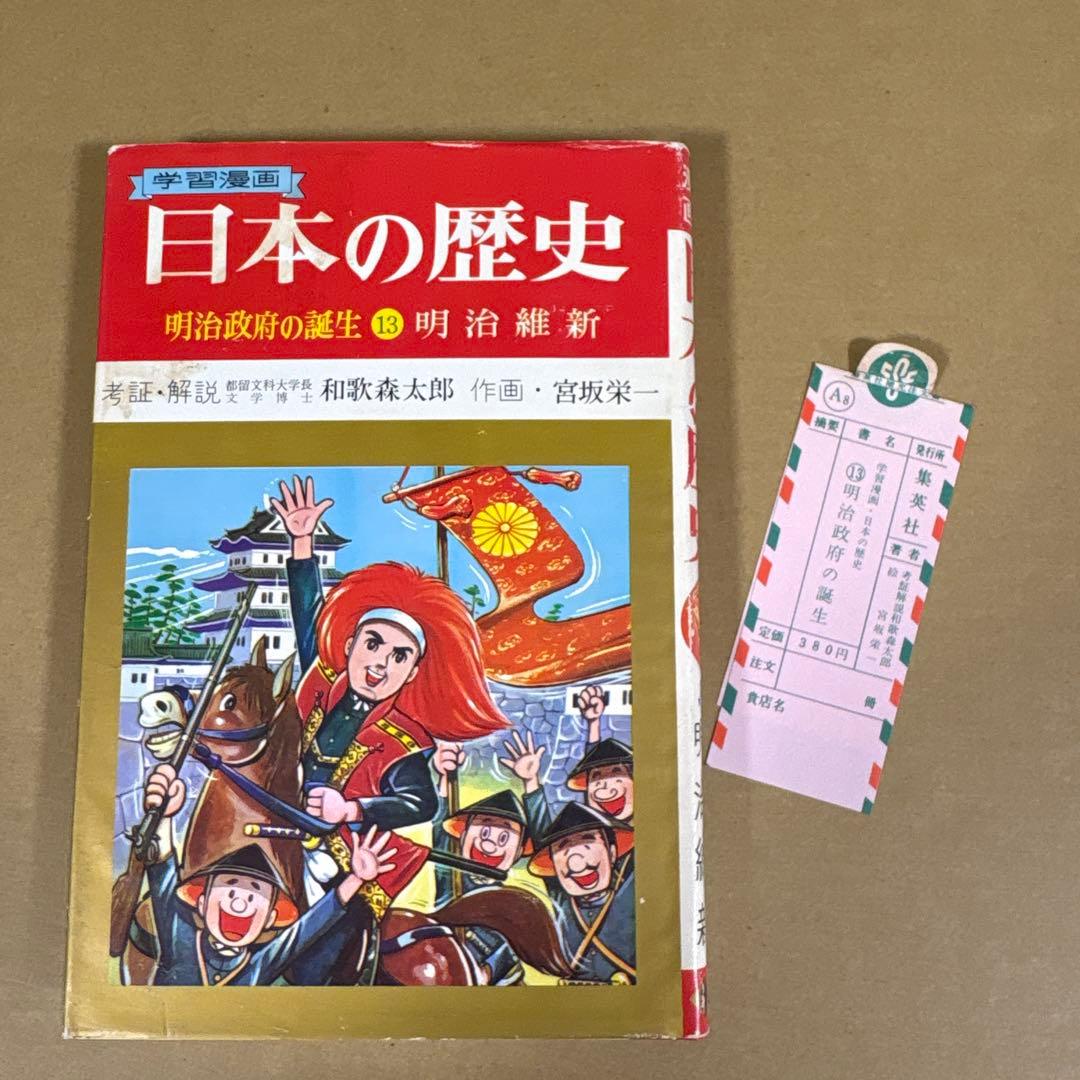 学習漫画
日本の歴史
明治政府の誕生 13 明治維新
考証・解説 都留文科大学長 文学博士 和歌森太郎 作画・宮坂栄一
明治維新
A8
発行所 集英社
著者 考証解説和歌森太郎
絵 宮坂栄一
書名
学習漫画・日本の歴史
⑬明治政府の誕生
定価 380円
摘要
注文 冊
貴店名